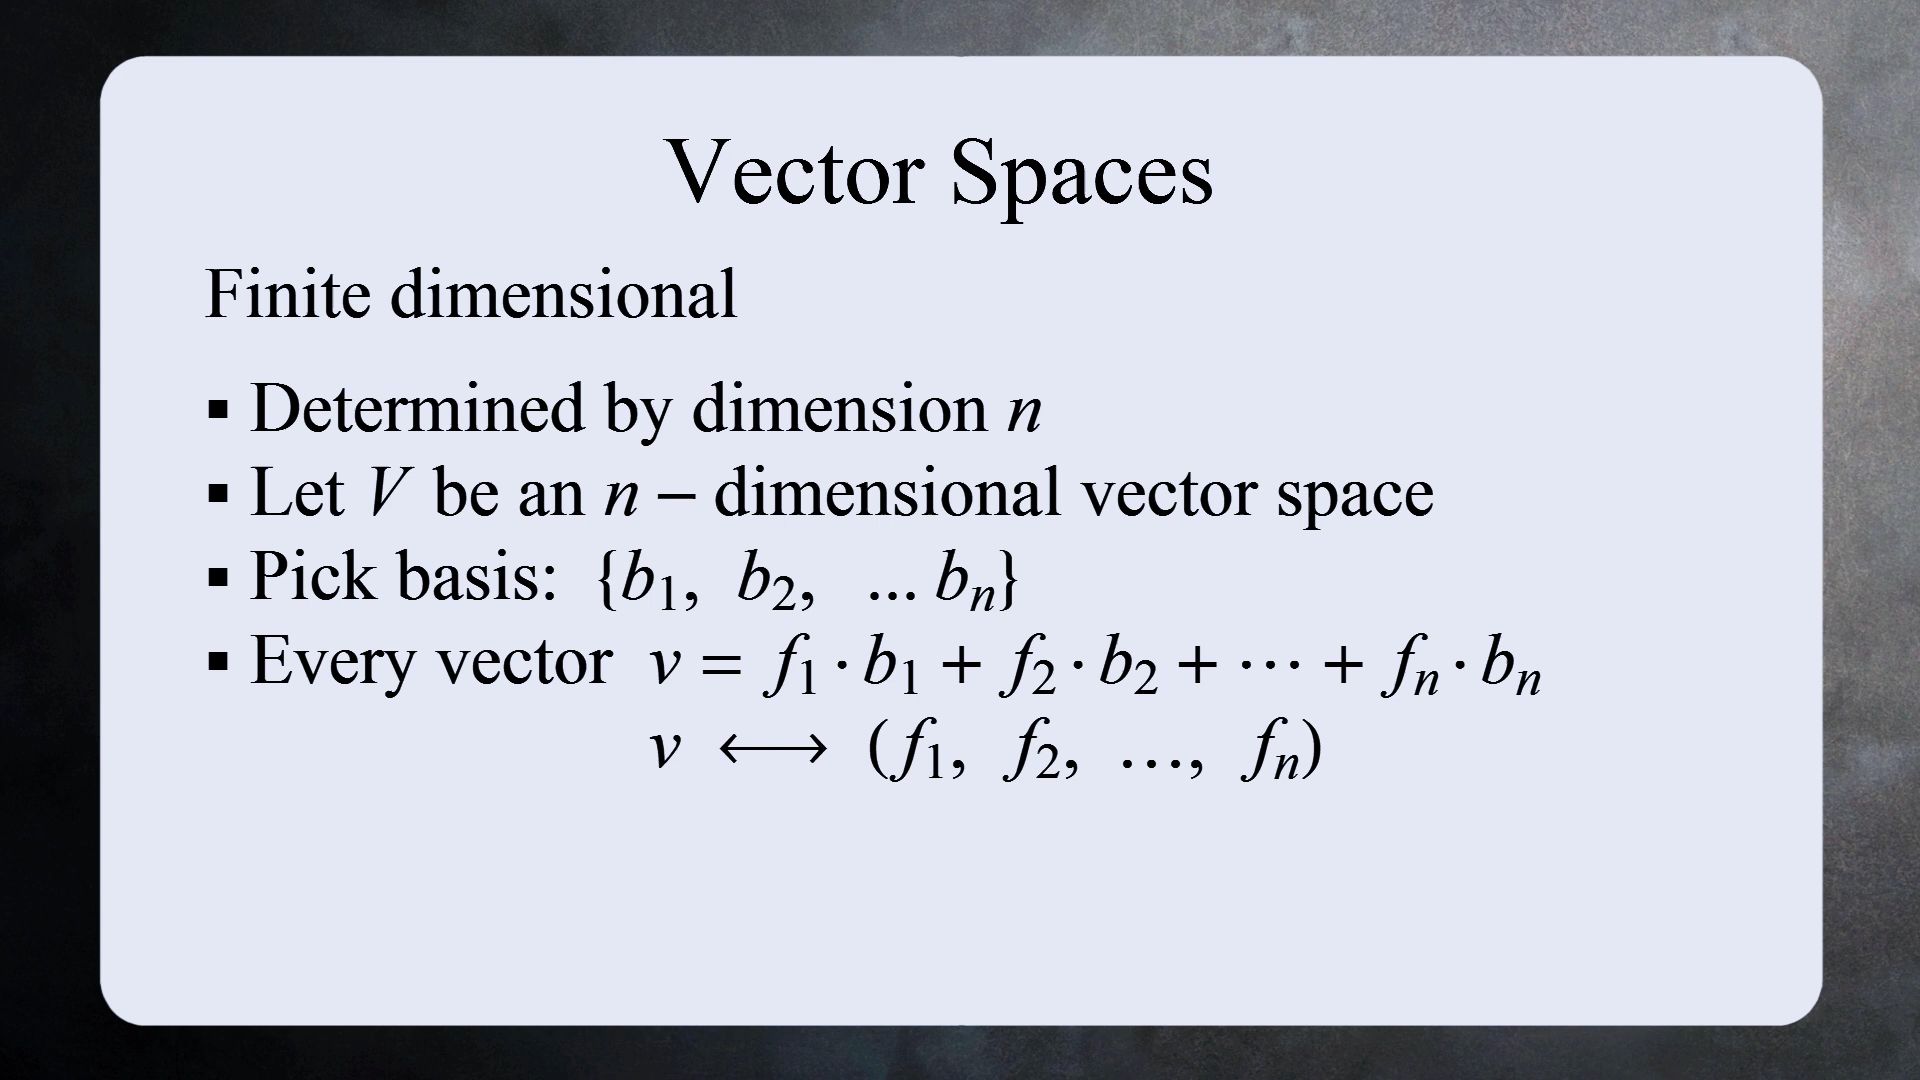 Vector Spaces
Finite dimensional
▪ Determined by dimension n
▪ Let V be an n – dimensional vector space
▪ Pick basis: {b₁, b₂, ... bₙ}
▪ Every vector v = f₁ · b₁ + f₂ · b₂ + ⋯ + fₙ · bₙ
v ⟷ (f₁, f₂, …, fₙ)